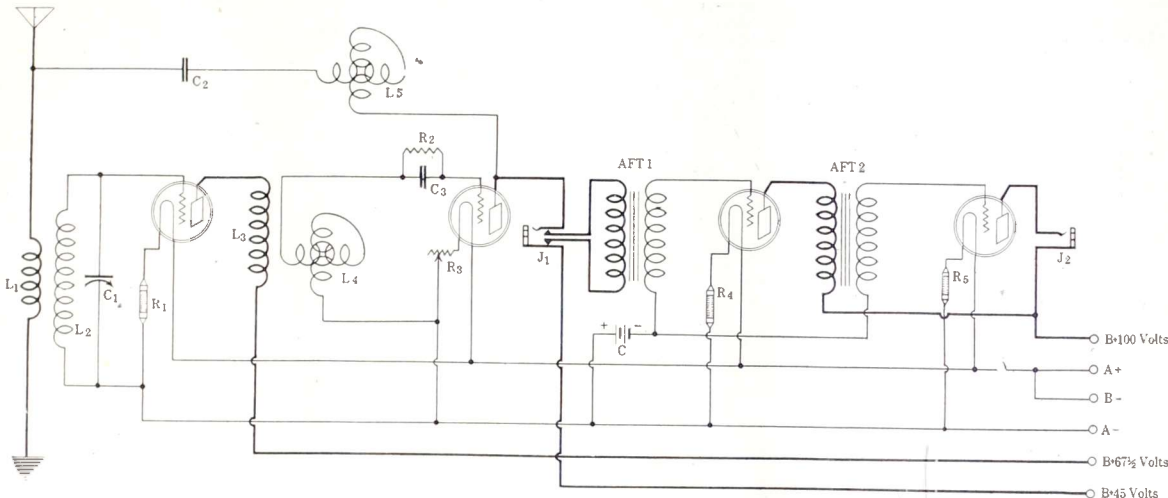 C2
L5
R2
C3
AFT 1
AFT 2
L3
L4
R3
J1
L1
L2
C1
R1
R4
R5
J2
+ -
C
B+100 Volts
A+
B-
A-
B+67½ Volts
B+45 Volts